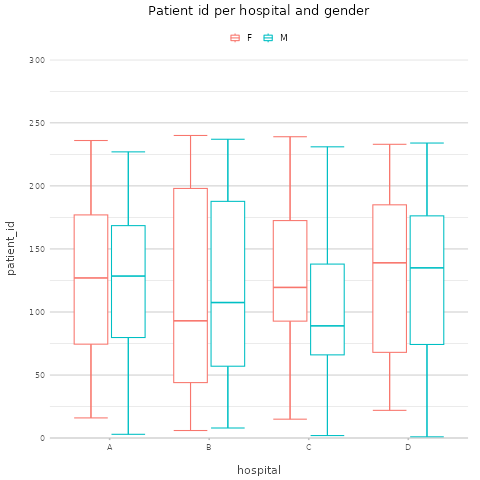 Patient id per hospital and gender
F M
300
250
200
150
100
50
0
patient_id
A B C D
hospital